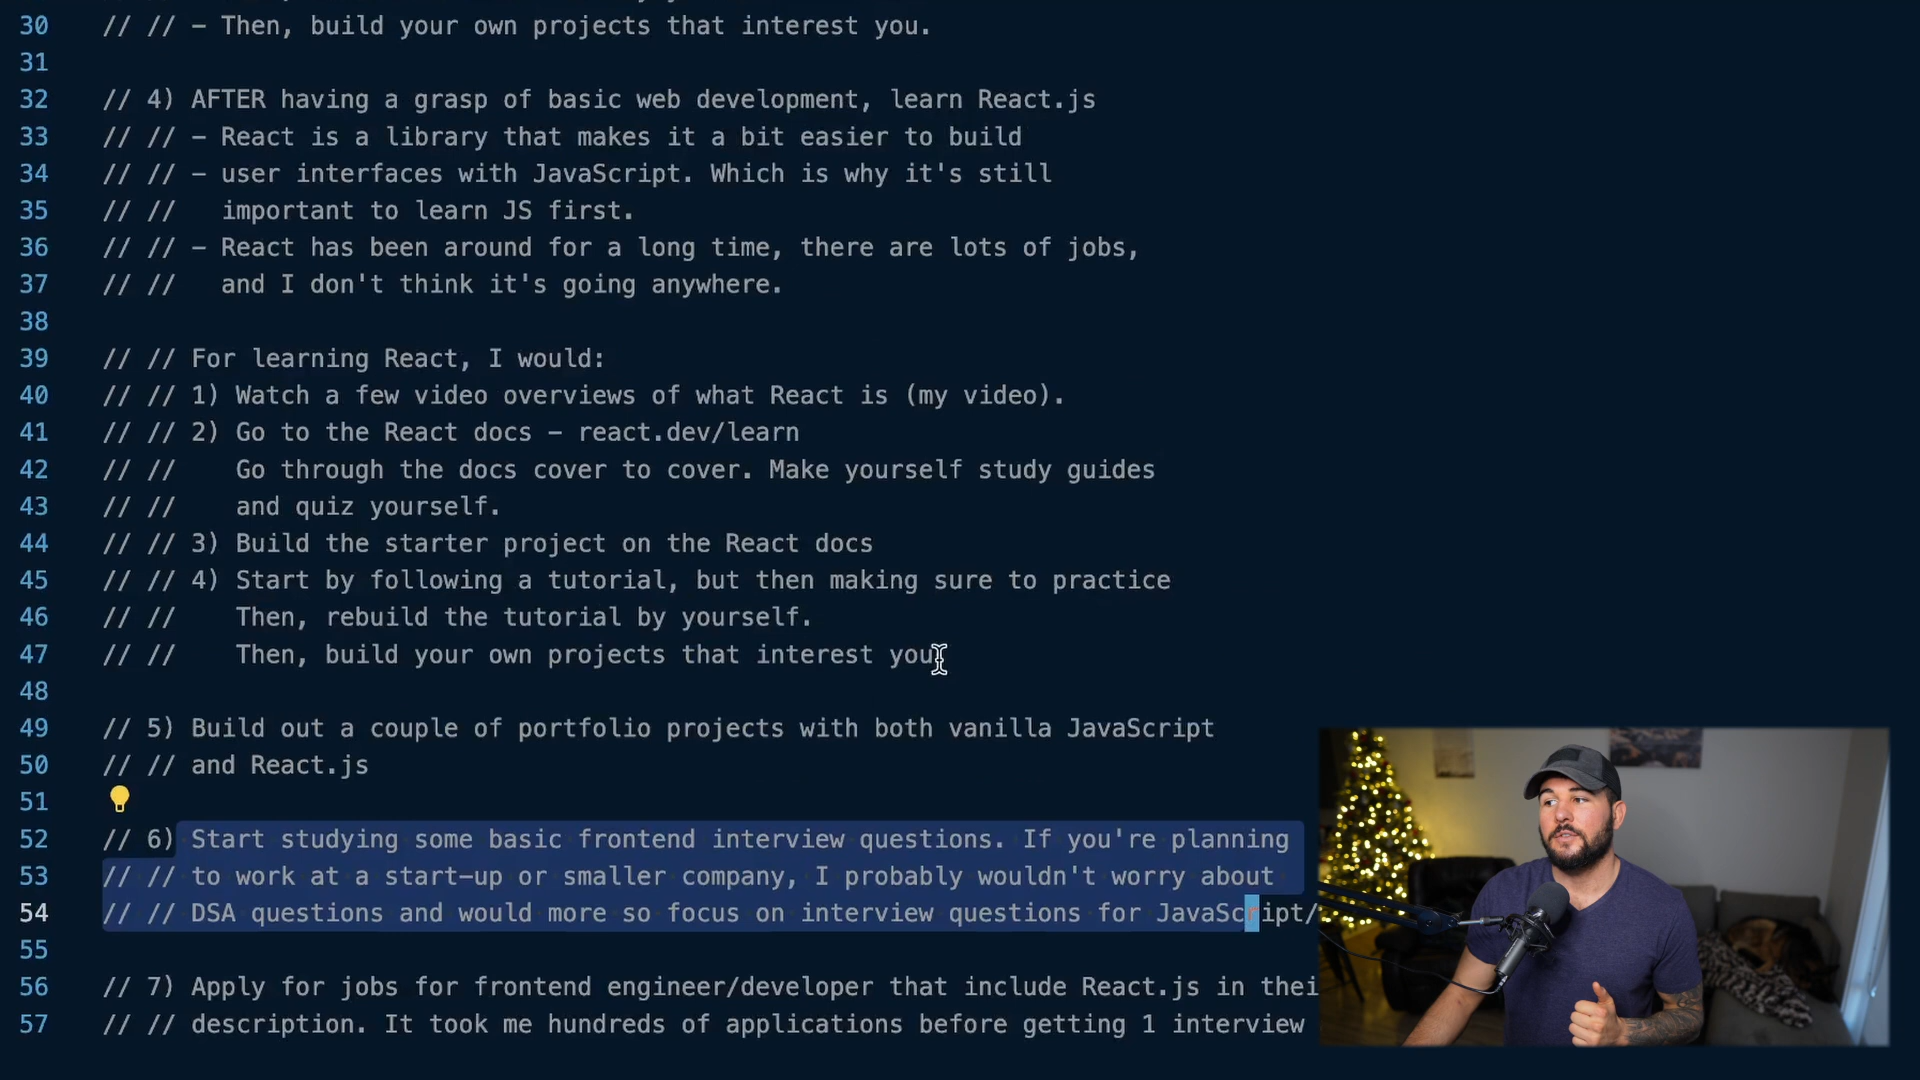 30 // // – Then, build your own projects that interest you.
31
32 // 4) AFTER having a grasp of basic web development, learn React.js
33 // // – React is a library that makes it a bit easier to build
34 // // – user interfaces with JavaScript. Which is why it's still
35 // //   important to learn JS first.
36 // // – React has been around for a long time, there are lots of jobs,
37 // //   and I don't think it's going anywhere.
38
39 // // For learning React, I would:
40 // // 1) Watch a few video overviews of what React is (my video).
41 // // 2) Go to the React docs – react.dev/learn
42 // //    Go through the docs cover to cover. Make yourself study guides
43 // //    and quiz yourself.
44 // // 3) Build the starter project on the React docs
45 // // 4) Start by following a tutorial, but then making sure to practice
46 // //    Then, rebuild the tutorial by yourself.
47 // //    Then, build your own projects that interest you
48
49 // 5) Build out a couple of portfolio projects with both vanilla JavaScript
50 // // and React.js
51
52 // 6) Start studying some basic frontend interview questions. If you're planning
53 // // to work at a start–up or smaller company, I probably wouldn't worry about
54 // // DSA questions and would more so focus on interview questions for JavaScript/
55
56 // 7) Apply for jobs for frontend engineer/developer that include React.js in thei
57 // // description. It took me hundreds of applications before getting 1 interview